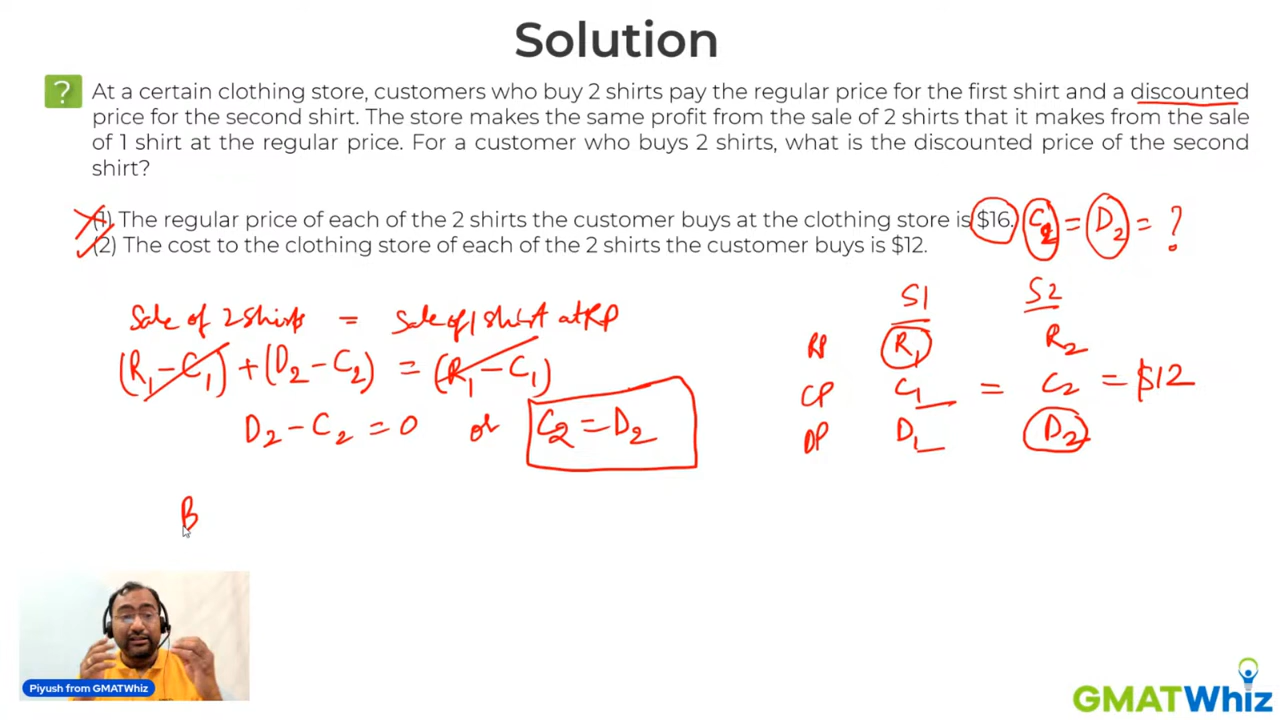 Solution
? At a certain clothing store, customers who buy 2 shirts pay the regular price for the first shirt and a discounted
price for the second shirt. The store makes the same profit from the sale of 2 shirts that it makes from the sale
of 1 shirt at the regular price. For a customer who buys 2 shirts, what is the discounted price of the second
shirt?
(1) The regular price of each of the 2 shirts the customer buys at the clothing store is $16. C2 = D2 = ?
(2) The cost to the clothing store of each of the 2 shirts the customer buys is $12.
Sale of 2 shirts = Sale of 1 shirt at RP
(R1 - C1) + (D2 - C2) = (R1 - C1)
D2 - C2 = 0 or C2 = D2
S1 S2
RP R1 R2
CP C1 = C2 = $12
DP D1 D2
B
Piyush from GMATWhiz
GMATWhiz